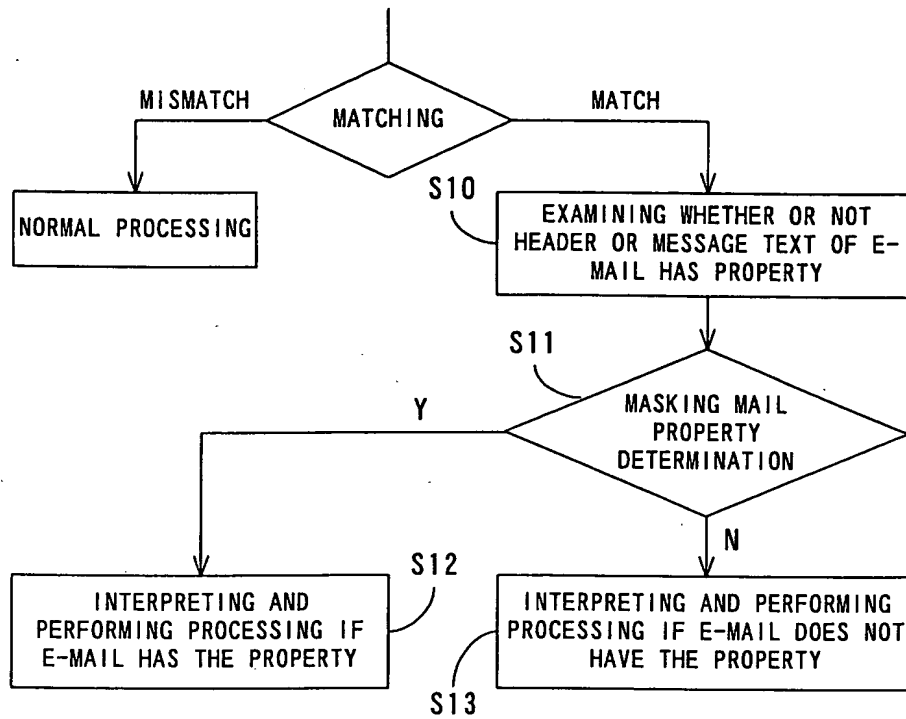 MISMATCH
MATCHING
MATCH
NORMAL PROCESSING
S10
EXAMINING WHETHER OR NOT
HEADER OR MESSAGE TEXT OF E-
MAIL HAS PROPERTY
S11
MASKING MAIL
PROPERTY
DETERMINATION
Y
N
S12
INTERPRETING AND
PERFORMING PROCESSING IF
E-MAIL HAS THE PROPERTY
INTERPRETING AND PERFORMING
PROCESSING IF E-MAIL DOES NOT
HAVE THE PROPERTY
S13